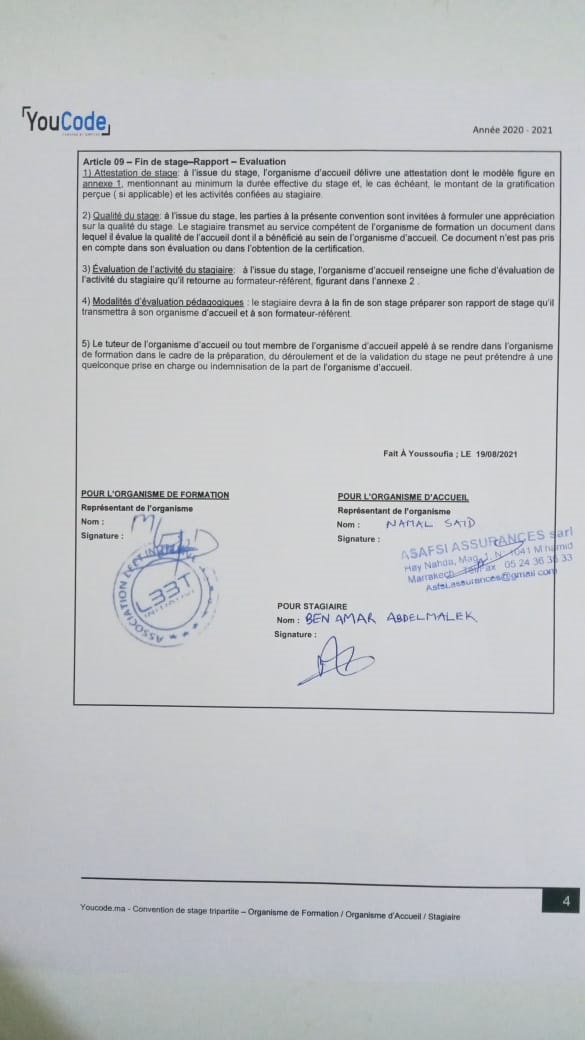 YouCode
Année 2020 - 2021
Article 09 – Fin de stage–Rapport – Evaluation
1) Attestation de stage: à l'issue du stage, l'organisme d'accueil délivre une attestation dont le modèle figure en
annexe 1, mentionnant au minimum la durée effective du stage et, le cas échéant, le montant de la gratification
perçue ( si applicable) et les activités confiées au stagiaire.
2) Qualité du stage: à l'issue du stage, les parties à la présente convention sont invitées à formuler une appréciation
sur la qualité du stage. Le stagiaire transmet au service compétent de l'organisme de formation un document dans
lequel il évalue la qualité de l'accueil dont il a bénéficié au sein de l'organisme d'accueil. Ce document n'est pas pris
en compte dans son évaluation ou dans l'obtention de la certification.
3) Évaluation de l'activité du stagiaire: à l'issue du stage, l'organisme d'accueil renseigne une fiche d'évaluation de
l'activité du stagiaire qu'il retourne au formateur-référent, figurant dans l'annexe 2 .
4) Modalités d'évaluation pédagogiques : le stagiaire devra à la fin de son stage préparer son rapport de stage qu'il
transmettra à son organisme d'accueil et à son formateur-référent.
5) Le tuteur de l'organisme d'accueil ou tout membre de l'organisme d'accueil appelé à se rendre dans l'organisme
de formation dans le cadre de la préparation, du déroulement et de la validation du stage ne peut prétendre à une
quelconque prise en charge ou indemnisation de la part de l'organisme d'accueil.
Fait À Youssoufia ; LE 19/08/2021
POUR L'ORGANISME DE FORMATION
Représentant de l'organisme
Nom :
Signature :
ASSOCIATION
L33T
INITIATIVE
POUR L'ORGANISME D'ACCUEIL
Représentant de l'organisme
Nom : NAMAL SAID
Signature :
ASAFSI ASSURANCES sarl
Hay Nahda, Mag N° 1041 M'hamid
Marrakech 05 24 36 36 33
POUR STAGIAIRE
Nom : BEN AMAR ABDELMALEK
Signature :
4
Youcode.ma - Convention de stage tripartite – Organisme de Formation / Organisme d'Accueil / Stagiaire